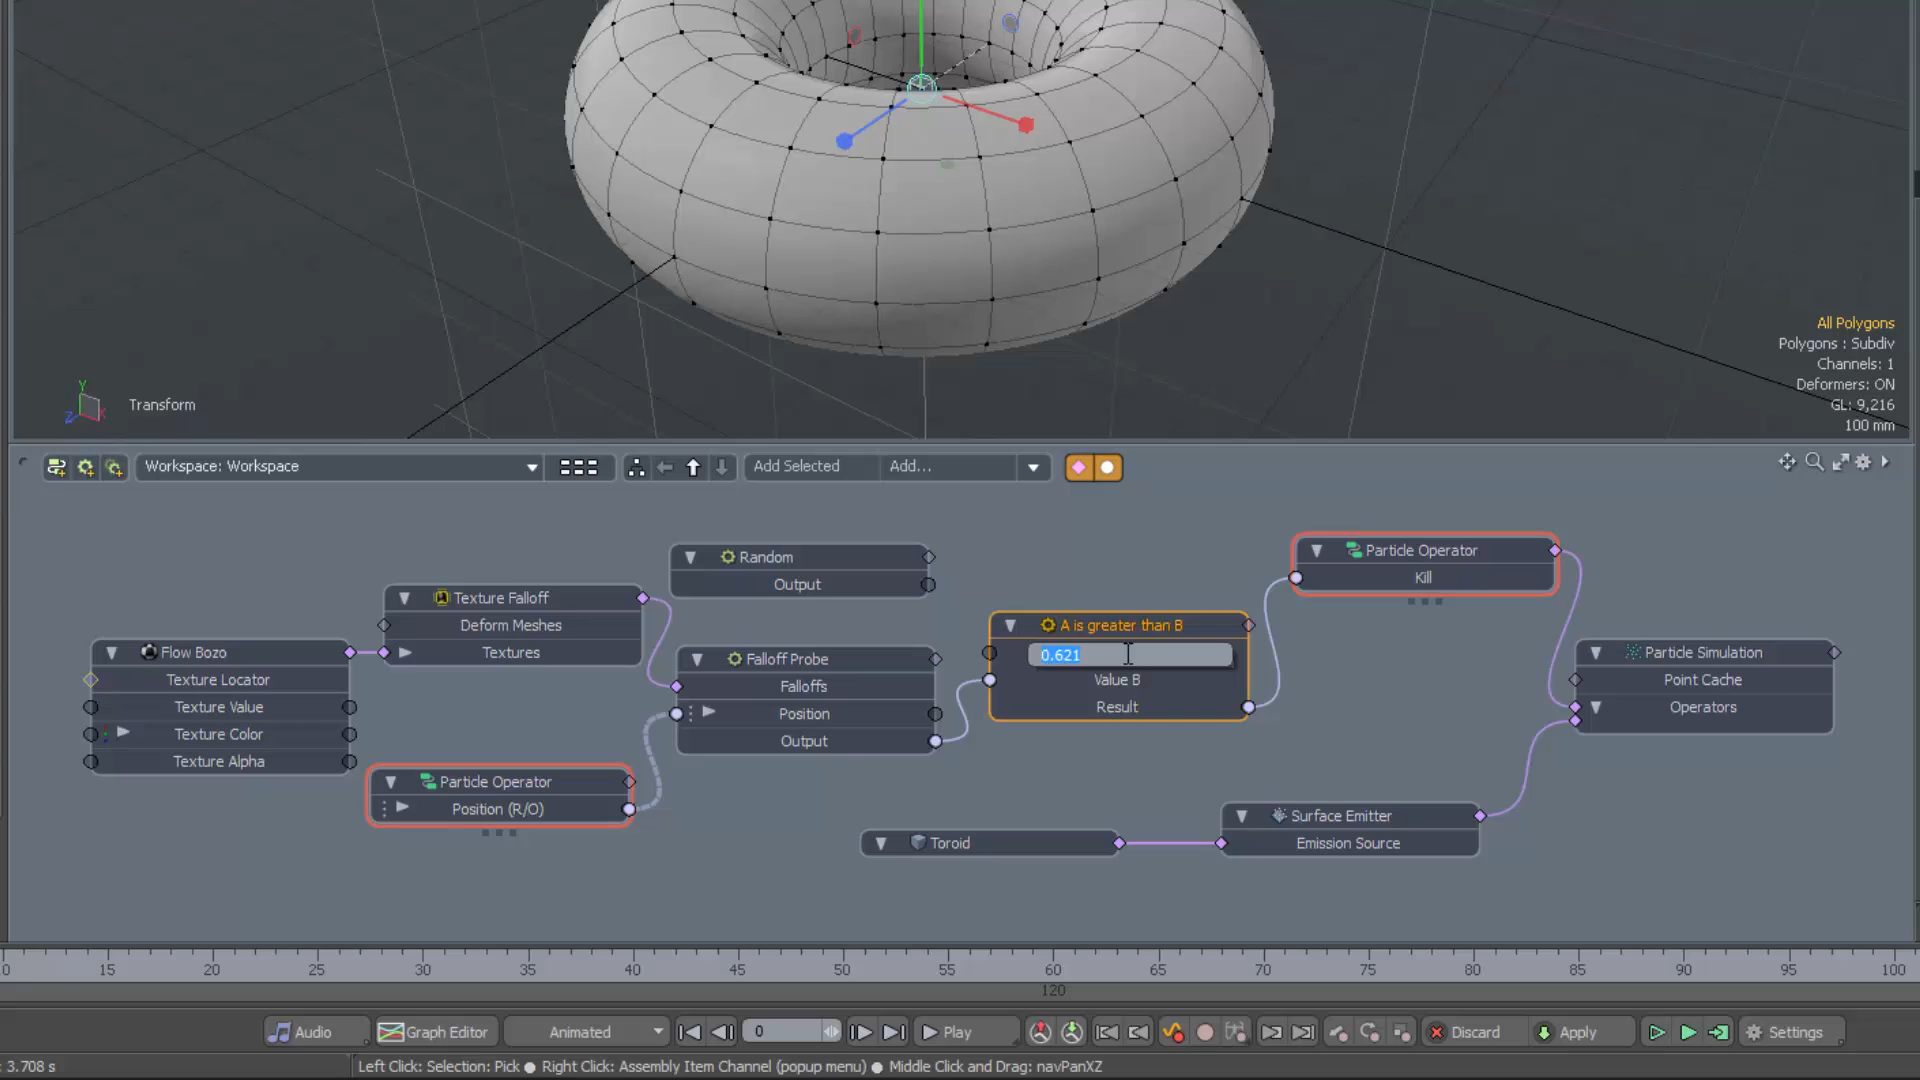 All Polygons
Polygons : Subdiv
Channels: 1
Deformers: ON
GL: 9,216
100 mm
Y
Z
X
Transform
Workspace: Workspace
Add Selected
Add...
Random
Output
Particle Operator
Kill
Texture Falloff
Deform Meshes
Textures
A is greater than B
0.621
Value B
Result
Flow Bozo
Texture Locator
Texture Value
Texture Color
Texture Alpha
Falloff Probe
Falloffs
Position
Output
Particle Simulation
Point Cache
Operators
Particle Operator
Position (R/O)
Surface Emitter
Emission Source
Toroid
0 15 20 25 30 35 40 45 50 55 60 65 70 75 80 85 90 95 100
120
Audio
Graph Editor
Animated
0
Play
Discard
Apply
Settings
: 3.708 s
Left Click: Selection: Pick ● Right Click: Assembly Item Channel (popup menu) ● Middle Click and Drag: navPanXZ